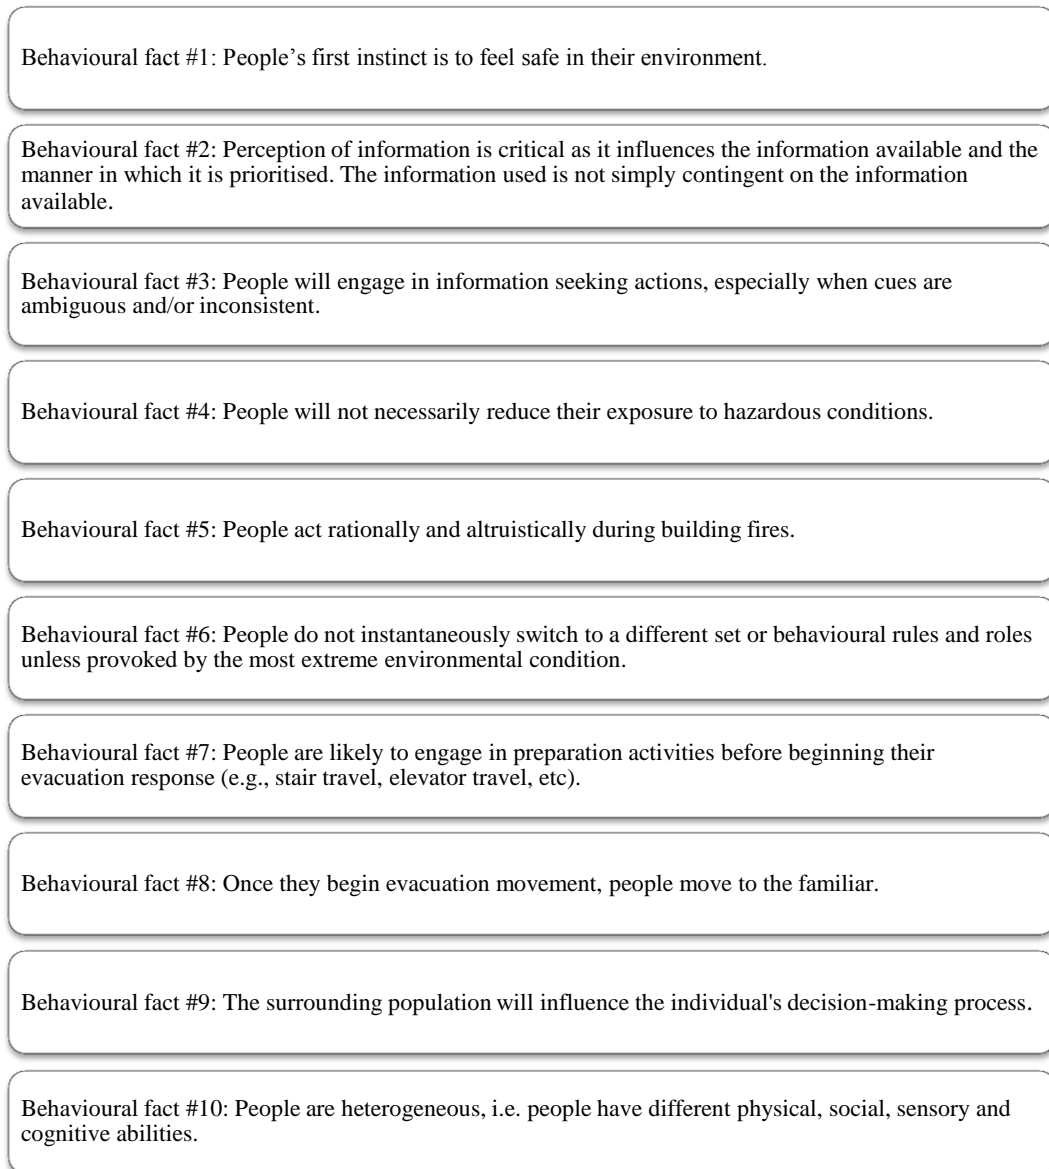 Behavioural fact #1: People’s first instinct is to feel safe in their environment.
Behavioural fact #2: Perception of information is critical as it influences the information available and the
manner in which it is prioritised. The information used is not simply contingent on the information
available.
Behavioural fact #3: People will engage in information seeking actions, especially when cues are
ambiguous and/or inconsistent.
Behavioural fact #4: People will not necessarily reduce their exposure to hazardous conditions.
Behavioural fact #5: People act rationally and altruistically during building fires.
Behavioural fact #6: People do not instantaneously switch to a different set or behavioural rules and roles
unless provoked by the most extreme environmental condition.
Behavioural fact #7: People are likely to engage in preparation activities before beginning their
evacuation response (e.g., stair travel, elevator travel, etc).
Behavioural fact #8: Once they begin evacuation movement, people move to the familiar.
Behavioural fact #9: The surrounding population will influence the individual's decision-making process.
Behavioural fact #10: People are heterogeneous, i.e. people have different physical, social, sensory and
cognitive abilities.